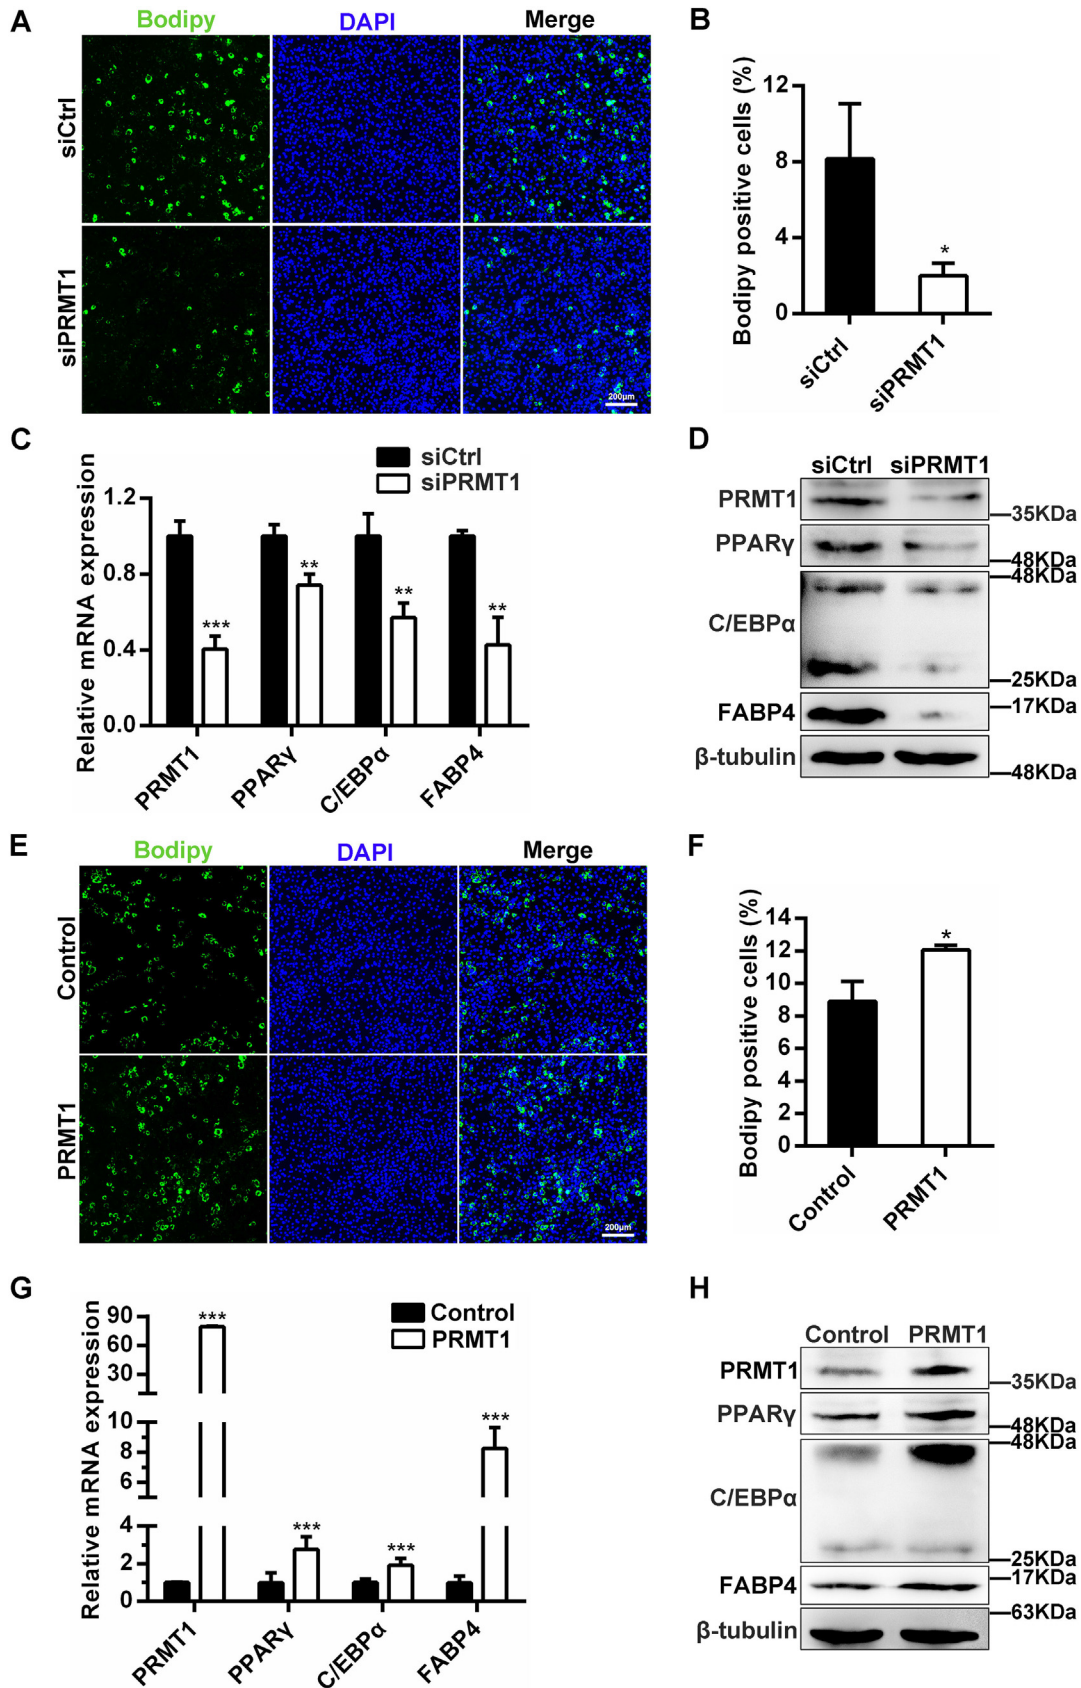 A
Bodipy DAPI Merge
siCtrl
siPRMT1
200μm
B
Bodipy positive cells (%)
12
8
4
0
*
siCtrl
siPRMT1
C
siCtrl
siPRMT1
Relative mRNA expression
1.2
0.8
0.4
0.0
*** ** ** **
PRMT1 PPARγ C/EBPα FABP4
D
siCtrl siPRMT1
PRMT1
35KDa
PPARγ
48KDa
48KDa
C/EBPα
25KDa
17KDa
FABP4
β-tubulin
48KDa
E
Bodipy DAPI Merge
Control
PRMT1
200μm
F
Bodipy positive cells (%)
14
12
10
8
6
4
2
0
*
Control
PRMT1
G
Control
PRMT1
Relative mRNA expression
90
60
30
10
8
6
4
2
0
*** *** *** ***
PRMT1 PPARγ C/EBPα FABP4
H
Control PRMT1
PRMT1
35KDa
PPARγ
48KDa
48KDa
C/EBPα
25KDa
FABP4
17KDa
63KDa
β-tubulin